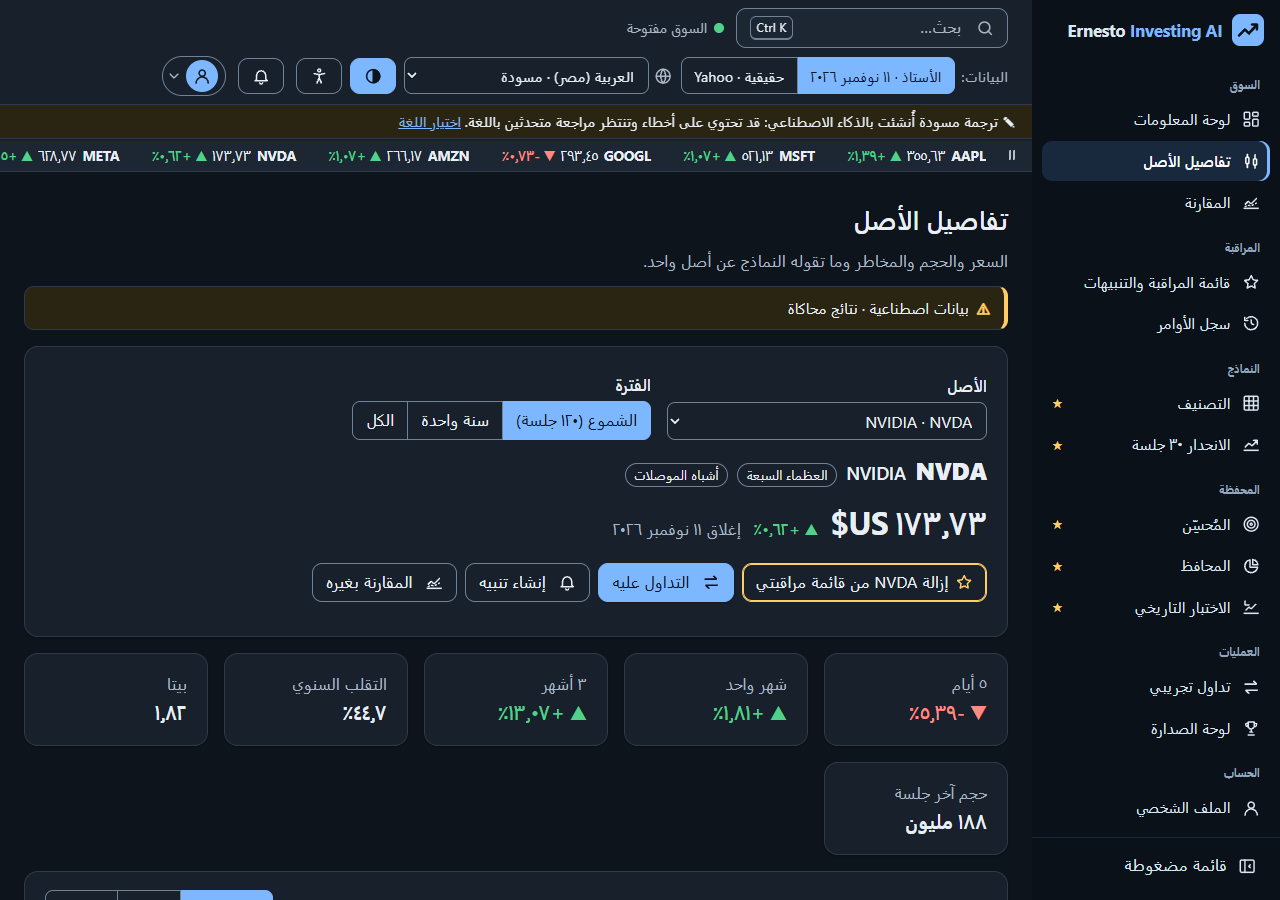 Ernesto Investing AI
السوق
لوحة المعلومات
تفاصيل الأصل
المقارنة
المراقبة
قائمة المراقبة والتنبيهات
سجل الأوامر
النماذج
التصنيف
الانحدار ٣٠ جلسة
المحفظة
المُحسِّن
المحافظ
الاختبار التاريخي
العمليات
تداول تجريبي
لوحة الصدارة
الحساب
الملف الشخصي
قائمة مضغوطة
بحث... Ctrl K
السوق مفتوحة
البيانات: الأستاذ · ١١ نوفمبر ٢٠٢٦ حقيقية · Yahoo
العربية (مصر) · مسودة
ترجمة مسودة أُنشئت بالذكاء الاصطناعي: قد تحتوي على أخطاء وتنتظر مراجعة متحدثين باللغة. اختيار اللغة
AAPL ٣٥٥,٦٣ ▲ +١,٣٩٪ MSFT ٥٢١,١٣ ▲ +١,٠٧٪ GOOGL ٢٩٣,٤٥ ▼ -٠,٧٣٪ AMZN ٢٦٦,١٧ ▲ +١,٠٧٪ NVDA ١٧٣,٧٣ ▲ +٠,٦٢٪ META ٦٢٨,٧٧ ▲ +٥
تفاصيل الأصل
السعر والحجم والمخاطر وما تقوله النماذج عن أصل واحد.
بيانات اصطناعية · نتائج محاكاة
الأصل
NVIDIA · NVDA
الفترة
الشموع (١٢٠ جلسة) سنة واحدة الكل
NVDA NVIDIA العظماء السبعة أشباه الموصلات
١٧٣,٧٣ US$ ▲ +٠,٦٢٪ إغلاق ١١ نوفمبر ٢٠٢٦
إزالة NVDA من قائمة مراقبتي التداول عليه إنشاء تنبيه المقارنة بغيره
٥ أيام
▼ -٥,٣٩٪
شهر واحد
▲ +١,٨١٪
٣ أشهر
▲ +١٣,٠٧٪
التقلب السنوي
٤٤,٧٪
بيتا
١,٨٢
حجم آخر جلسة
١٨٨ مليون